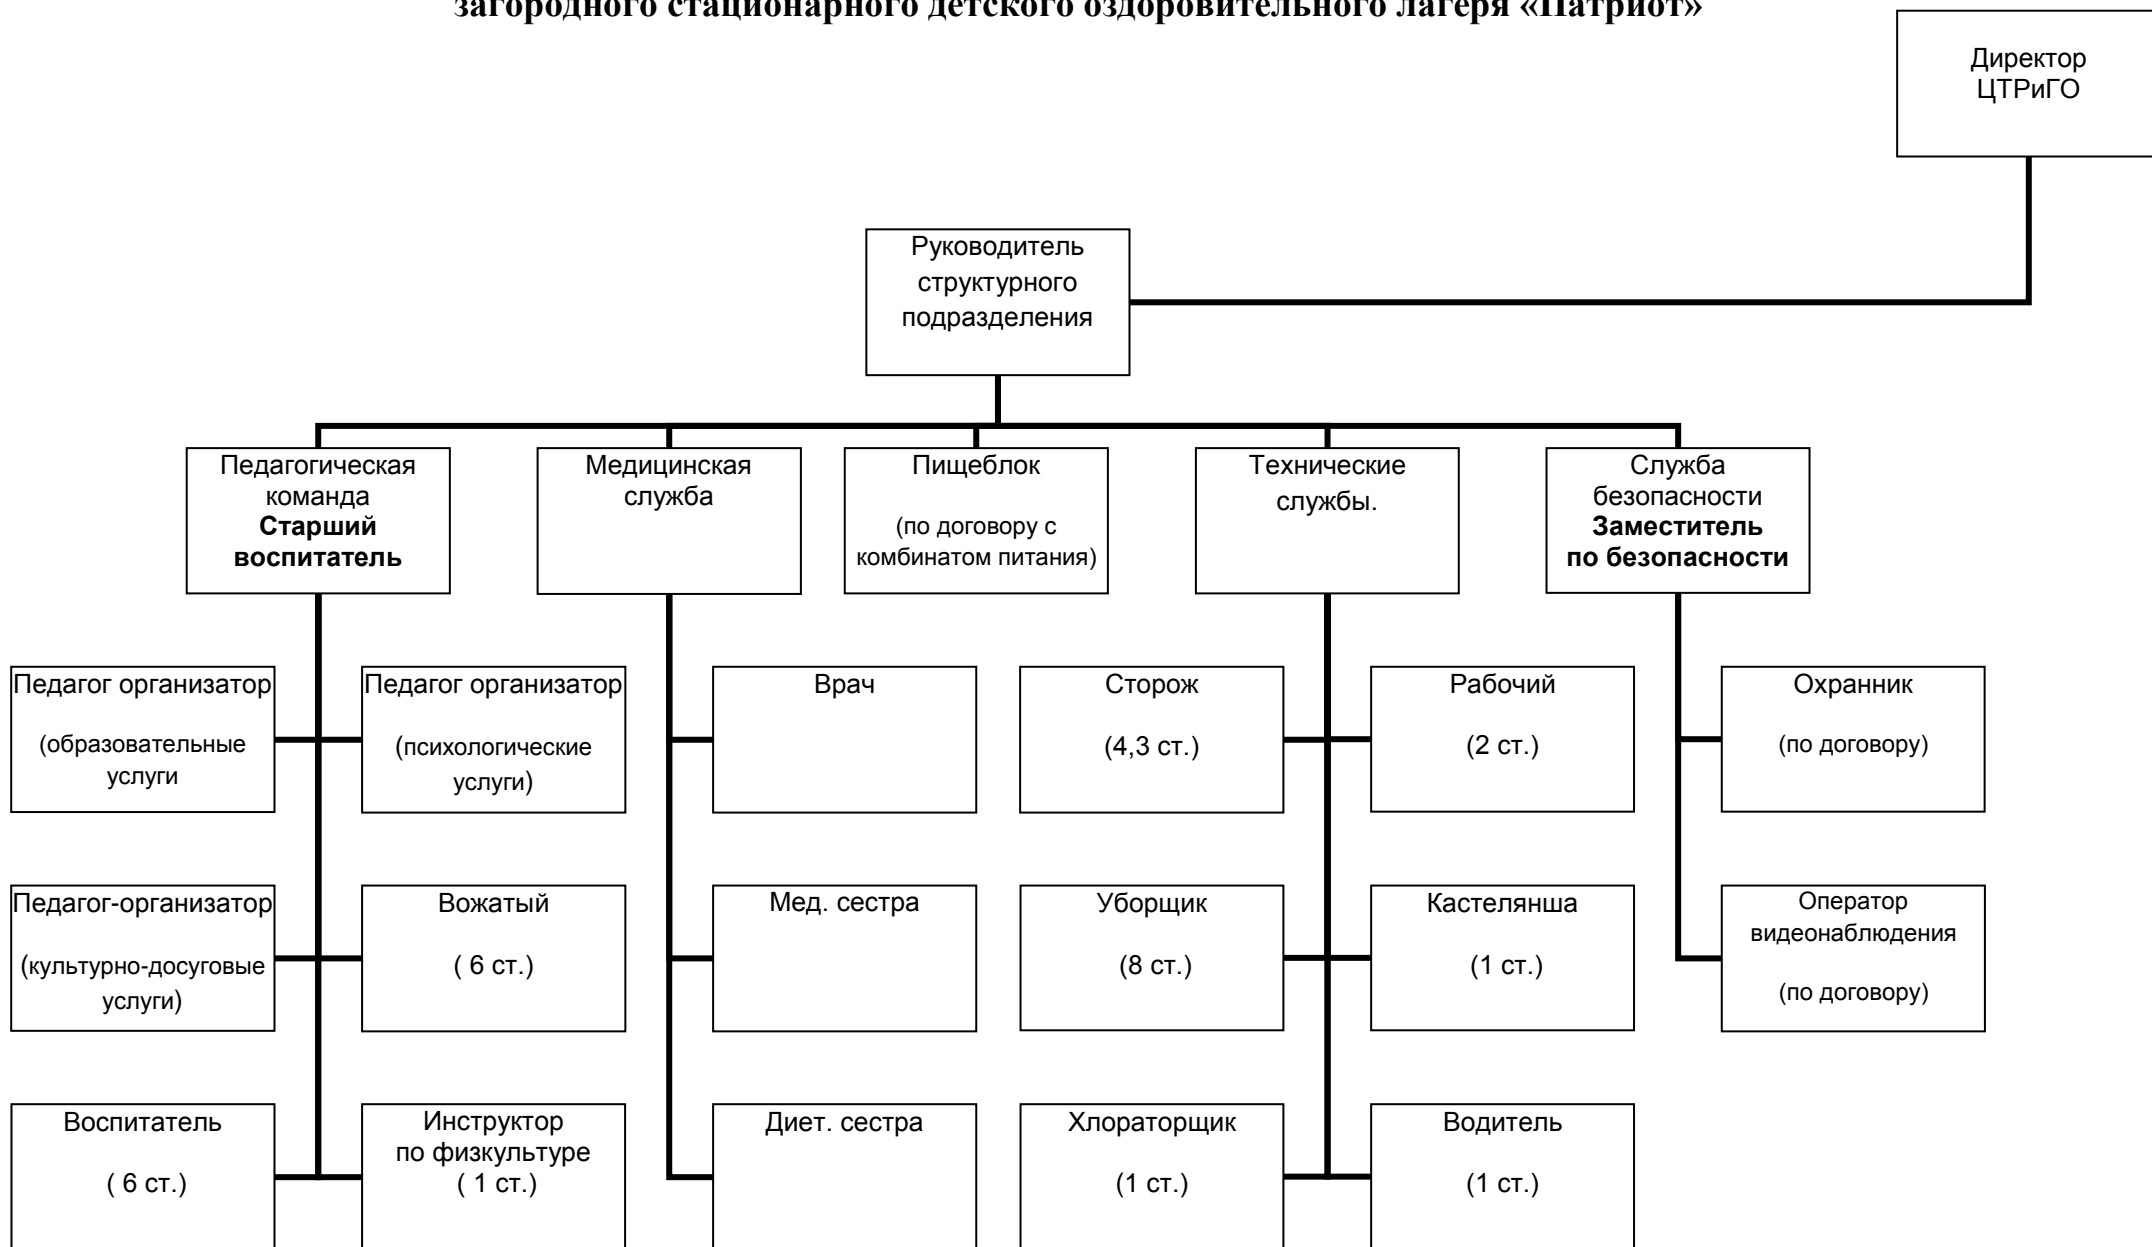 загородного стационарного детского оздоровительного лагеря «Патриот»
Директор
ЦТРиГО
Руководитель
структурного
подразделения
Педагогическая
команда
Старший
воспитатель
Медицинская
служба
Пищеблок
(по договору с
комбинатом питания)
Технические
службы.
Служба
безопасности
Заместитель
по безопасности
Педагог организатор
(образовательные
услуги
Педагог организатор
(психологические
услуги)
Врач
Сторож
(4,3 ст.)
Рабочий
(2 ст.)
Охранник
(по договору)
Педагог-организатор
(культурно-досуговые
услуги)
Вожатый
( 6 ст.)
Мед. сестра
Уборщик
(8 ст.)
Кастелянша
(1 ст.)
Оператор
видеонаблюдения
(по договору)
Воспитатель
( 6 ст.)
Инструктор
по физкультуре
( 1 ст.)
Диет. сестра
Хлораторщик
(1 ст.)
Водитель
(1 ст.)